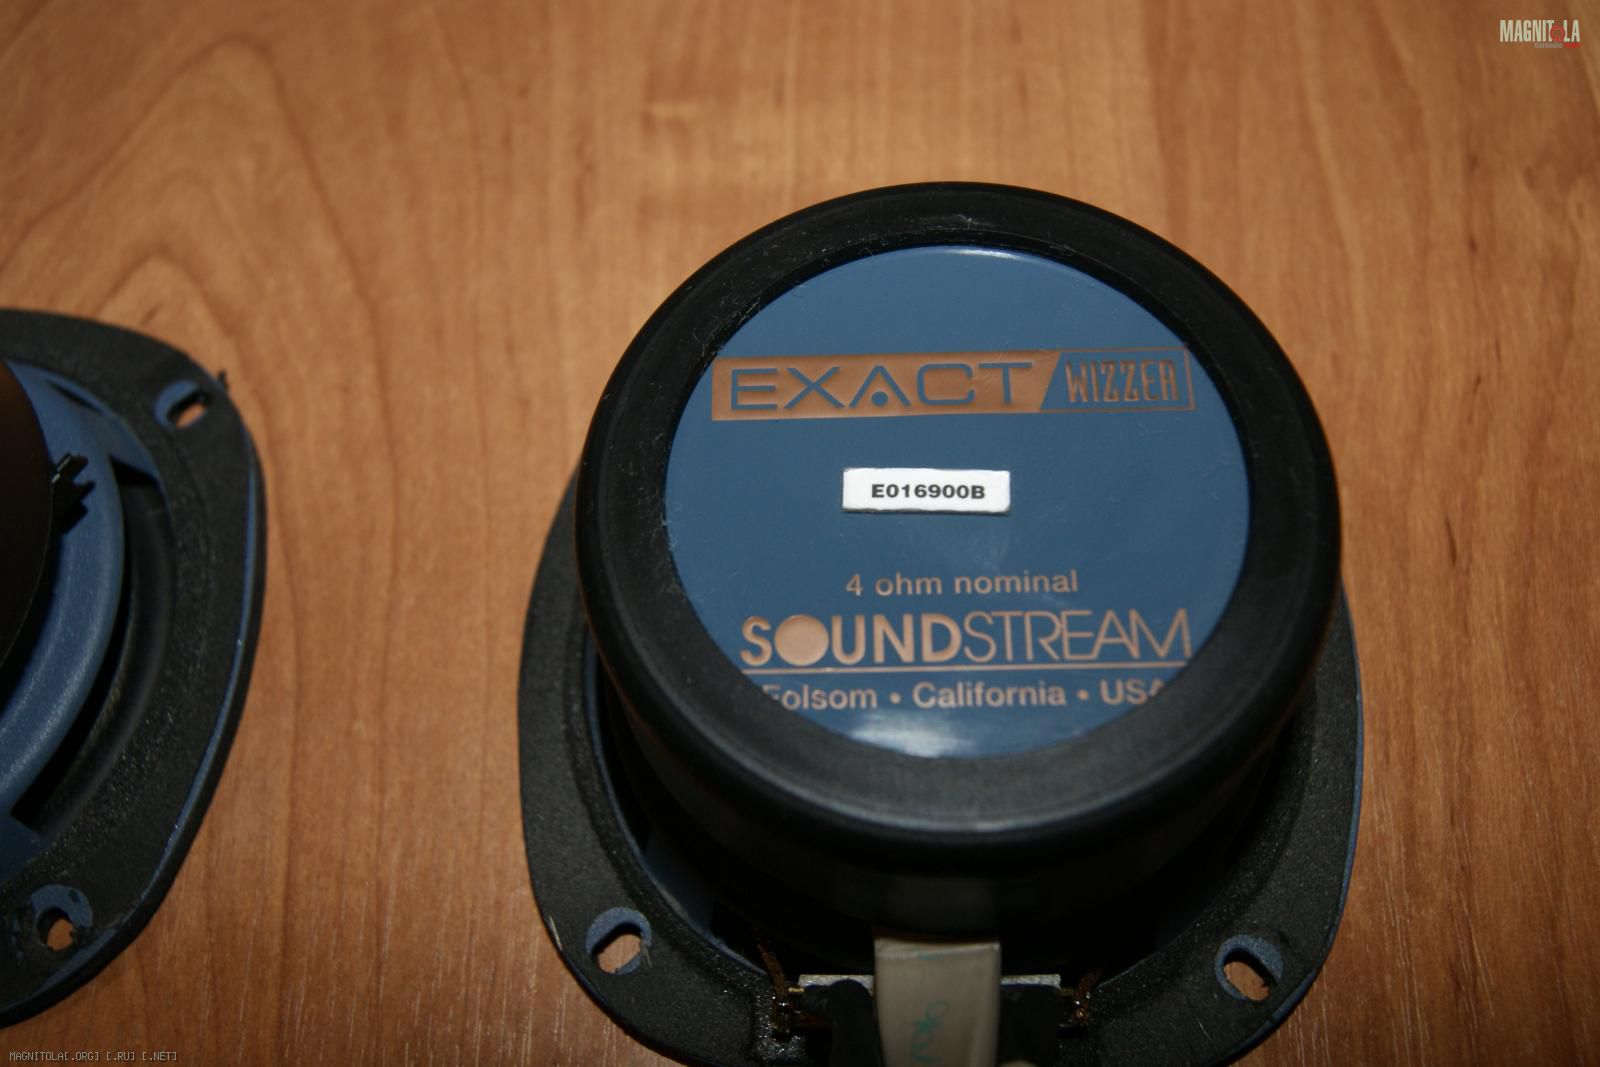 MAGNITOLA
EXACT WIZZER
E016900B
4 ohm nominal
SOUNDSTREAM
Folsom • California • USA
MAGNITOLA[.ORG] [.RU] [.NET]